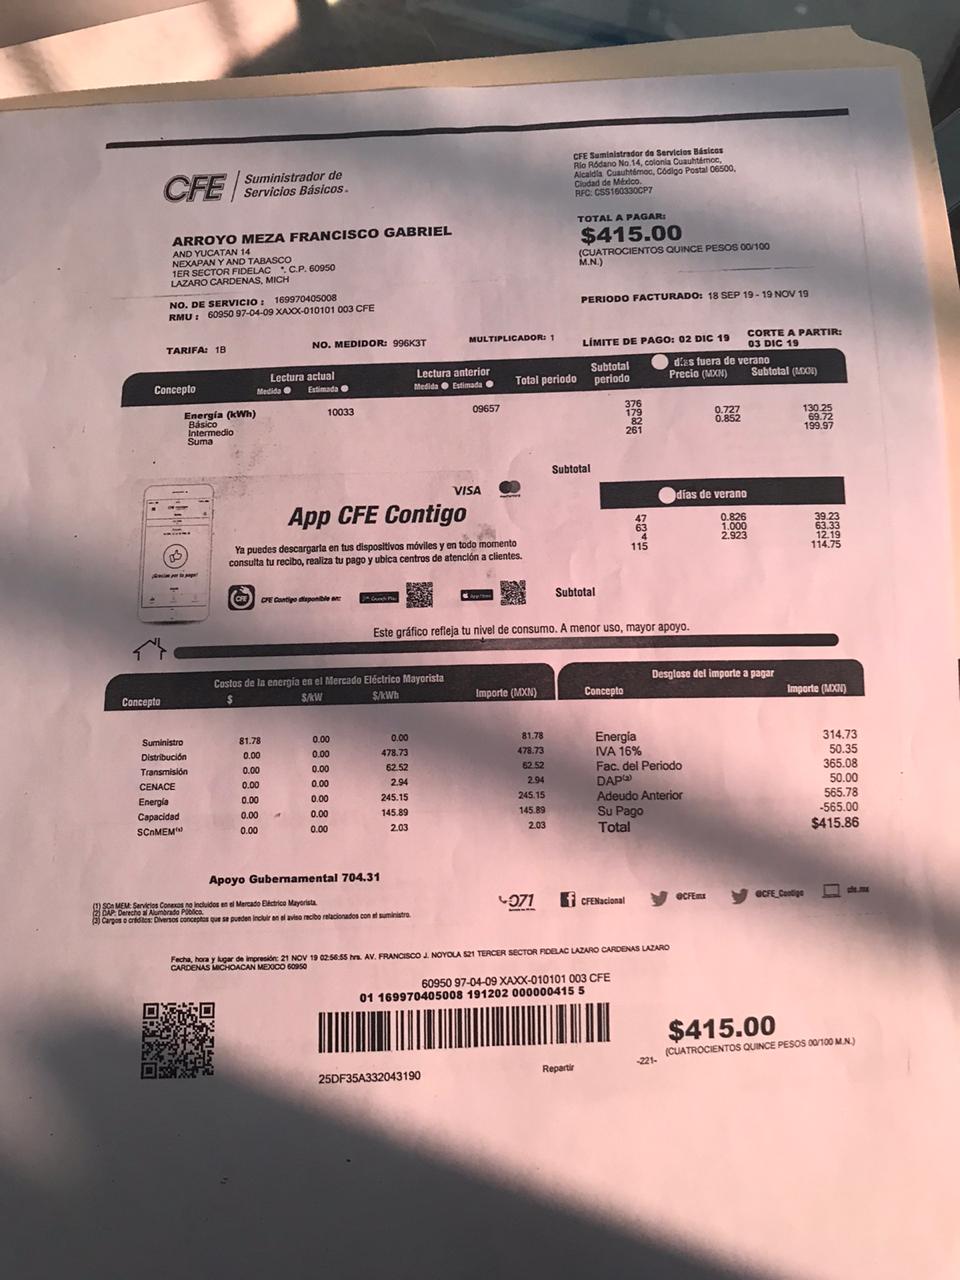 CFE Suministrador de Servicios Básicos.
CFE Suministrador de Servicios Básicos
Río Ródano No.14, colonia Cuauhtémoc,
Alcaldía Cuauhtémoc, Código Postal 06500,
Ciudad de México.
RFC: CSS160330CP7
TOTAL A PAGAR:
$415.00
(CUATROCIENTOS QUINCE PESOS 00/100
M.N.)
ARROYO MEZA FRANCISCO GABRIEL
AND YUCATAN 14
NEXAPAN Y AND TABASCO
1ER SECTOR FIDELAC *. C.P. 60950
LAZARO CARDENAS, MICH
NO. DE SERVICIO : 169970405008
RMU : 60950 97-04-09 XAXX-010101 003 CFE
PERIODO FACTURADO: 18 SEP 19 - 19 NOV 19
TARIFA: 1B NO. MEDIDOR: 996K3T MULTIPLICADOR: 1 LÍMITE DE PAGO: 02 DIC 19 CORTE A PARTIR:
03 DIC 19
Concepto Lectura actual Lectura anterior Total periodo Subtotal periodo días fuera de verano
Medida Estimada Medida Estimada Precio (MXN) Subtotal (MXN)
Energía (kWh) 10033 09657 376
Básico 179 0.727 130.25
Intermedio 82 0.852 69.72
Suma 261 199.97
Subtotal
VISA
App CFE Contigo
Ya puedes descargarla en tus dispositivos móviles y en todo momento
consulta tu recibo, realiza tu pago y ubica centros de atención a clientes.
CFE
CFE Contigo disponible en:
días de verano
47 0.826 39.23
63 1.000 63.33
4 2.923 12.19
115 114.75
Subtotal
Este gráfico refleja tu nivel de consumo. A menor uso, mayor apoyo.
Costos de la energía en el Mercado Eléctrico Mayorista
Concepto $ $/kW $/kWh Importe (MXN)
Suministro 81.78 0.00 0.00 81.78
Distribución 0.00 0.00 478.73 478.73
Transmisión 0.00 0.00 62.52 62.52
CENACE 0.00 0.00 2.94 2.94
Energía 0.00 0.00 245.15 245.15
Capacidad 0.00 0.00 145.89 145.89
SCnMEM(1) 0.00 0.00 2.03 2.03
Desglose del importe a pagar
Concepto Importe (MXN)
Energía 314.73
IVA 16% 50.35
Fac. del Periodo 365.08
DAP(2) 50.00
Adeudo Anterior 565.78
Su Pago -565.00
Total $415.86
Apoyo Gubernamental 704.31
(1) SCn MEM: Servicios Conexos no incluidos en el Mercado Eléctrico Mayorista.
(2) DAP: Derecho al Alumbrado Público.
(3) Cargos o créditos: Diversos conceptos que se pueden incluir en el aviso recibo relacionados con el suministro.
071 CFENacional @CFEmx @CFE_Contigo cfe.mx
Fecha, hora y lugar de impresión: 21 NOV 19 02:56:55 hrs. AV. FRANCISCO J. NOYOLA 521 TERCER SECTOR FIDELAC LAZARO CARDENAS LAZARO
CARDENAS MICHOACAN MEXICO 60950
60950 97-04-09 XAXX-010101 003 CFE
01 169970405008 191202 000000415 5
$415.00
(CUATROCIENTOS QUINCE PESOS 00/100 M.N.)
25DF35A332043190
Repartir
-221-